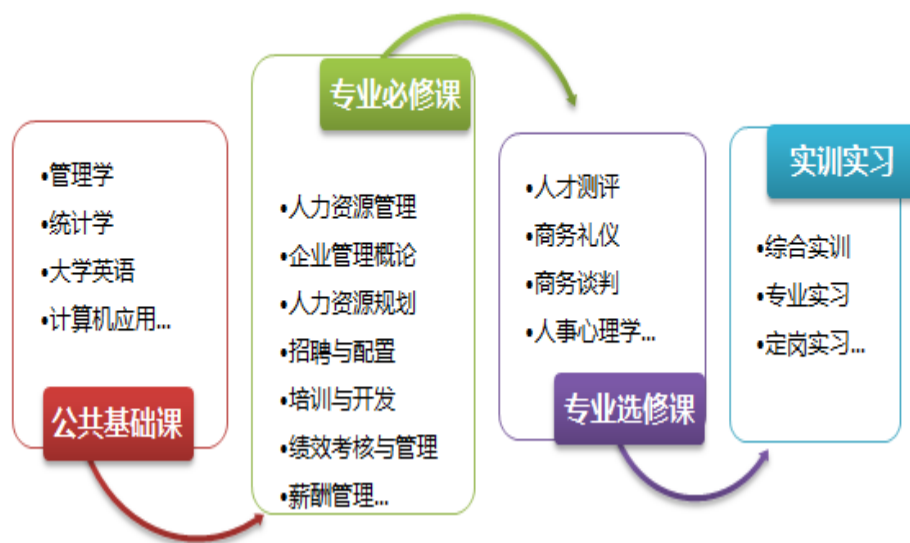 •管理学
•统计学
•大学英语
•计算机应用...
公共基础课
专业必修课
•人力资源管理
•企业管理概论
•人力资源规划
•招聘与配置
•培训与开发
•绩效考核与管理
•薪酬管理...
•人才测评
•商务礼仪
•商务谈判
•人事心理学...
专业选修课
实训实习
•综合实训
•专业实习
•定岗实习...